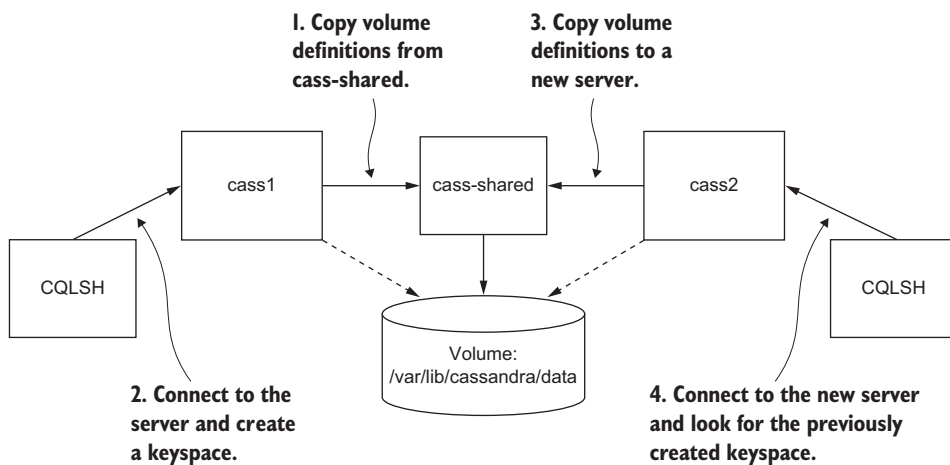 1. Copy volume
definitions from
cass-shared.
3. Copy volume
definitions to a
new server.
cass1
cass-shared
cass2
CQLSH
CQLSH
Volume:
/var/lib/cassandra/data
2. Connect to the
server and create
a keyspace.
4. Connect to the new server
and look for the previously
created keyspace.